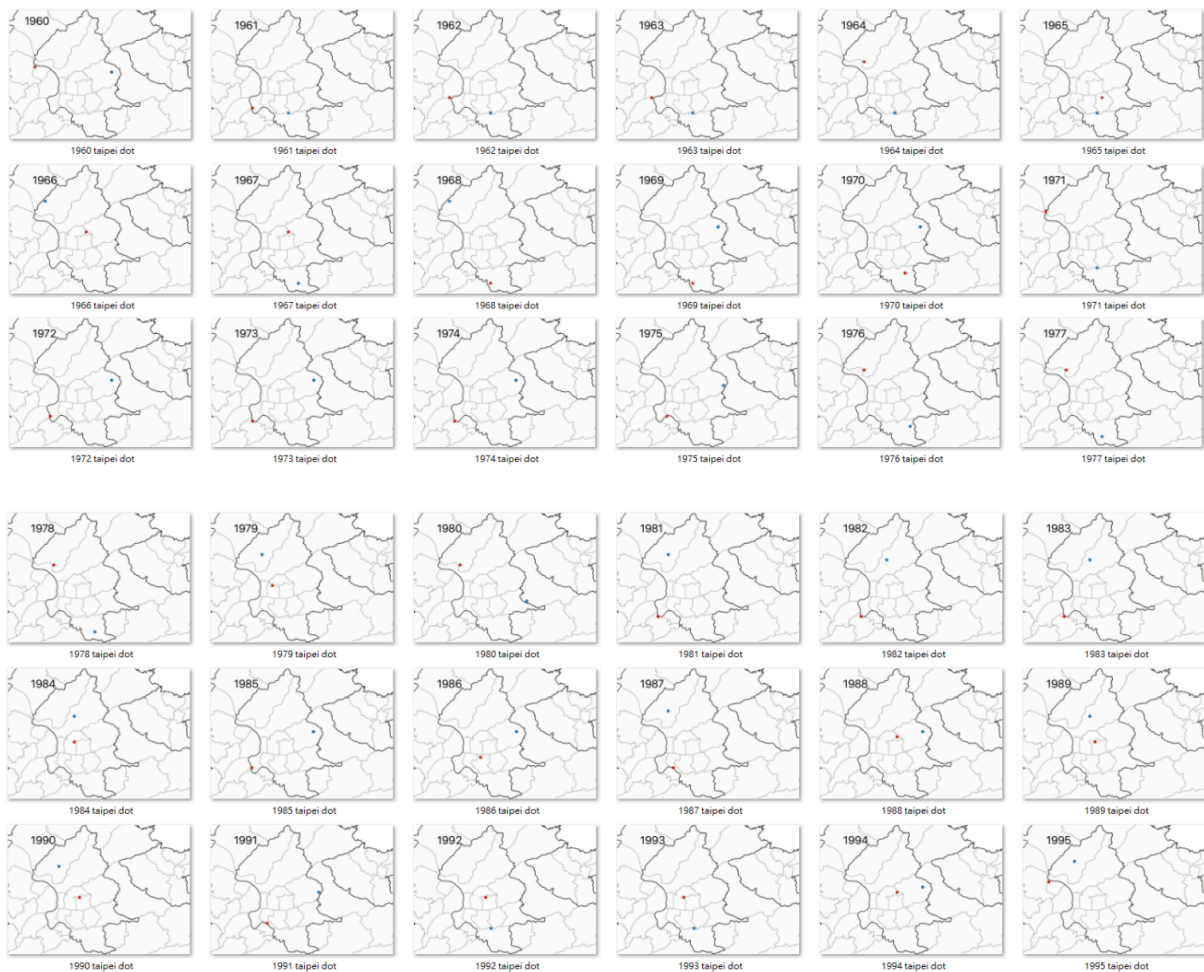 1960
1961
1962
1963
1964
1965
1960 taipei dot
1961 taipei dot
1962 taipei dot
1963 taipei dot
1964 taipei dot
1965 taipei dot
1966
1967
1968
1969
1970
1971
1966 taipei dot
1967 taipei dot
1968 taipei dot
1969 taipei dot
1970 taipei dot
1971 taipei dot
1972
1973
1974
1975
1976
1977
1972 taipei dot
1973 taipei dot
1974 taipei dot
1975 taipei dot
1976 taipei dot
1977 taipei dot
1978
1979
1980
1981
1982
1983
1978 taipei dot
1979 taipei dot
1980 taipei dot
1981 taipei dot
1982 taipei dot
1983 taipei dot
1984
1985
1986
1987
1988
1989
1984 taipei dot
1985 taipei dot
1986 taipei dot
1987 taipei dot
1988 taipei dot
1989 taipei dot
1990
1991
1992
1993
1994
1995
1990 taipei dot
1991 taipei dot
1992 taipei dot
1993 taipei dot
1994 taipei dot
1995 taipei dot